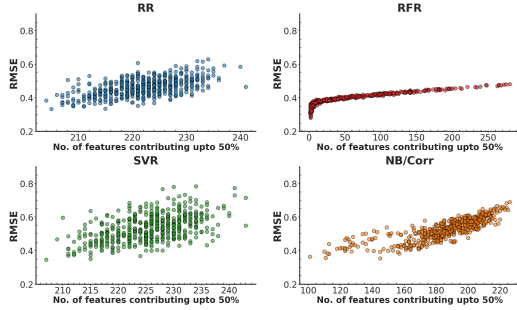 RR
RMSE
0.8
0.6
0.4
0.2
210 220 230 240
No. of features contributing upto 50%
RFR
RMSE
0.8
0.6
0.4
0.2
0 50 100 150 200 250
No. of features contributing upto 50%
SVR
RMSE
0.8
0.6
0.4
0.2
210 215 220 225 230 235 240
No. of features contributing upto 50%
NB/Corr
RMSE
0.8
0.6
0.4
0.2
100 120 140 160 180 200 220
No. of features contributing upto 50%